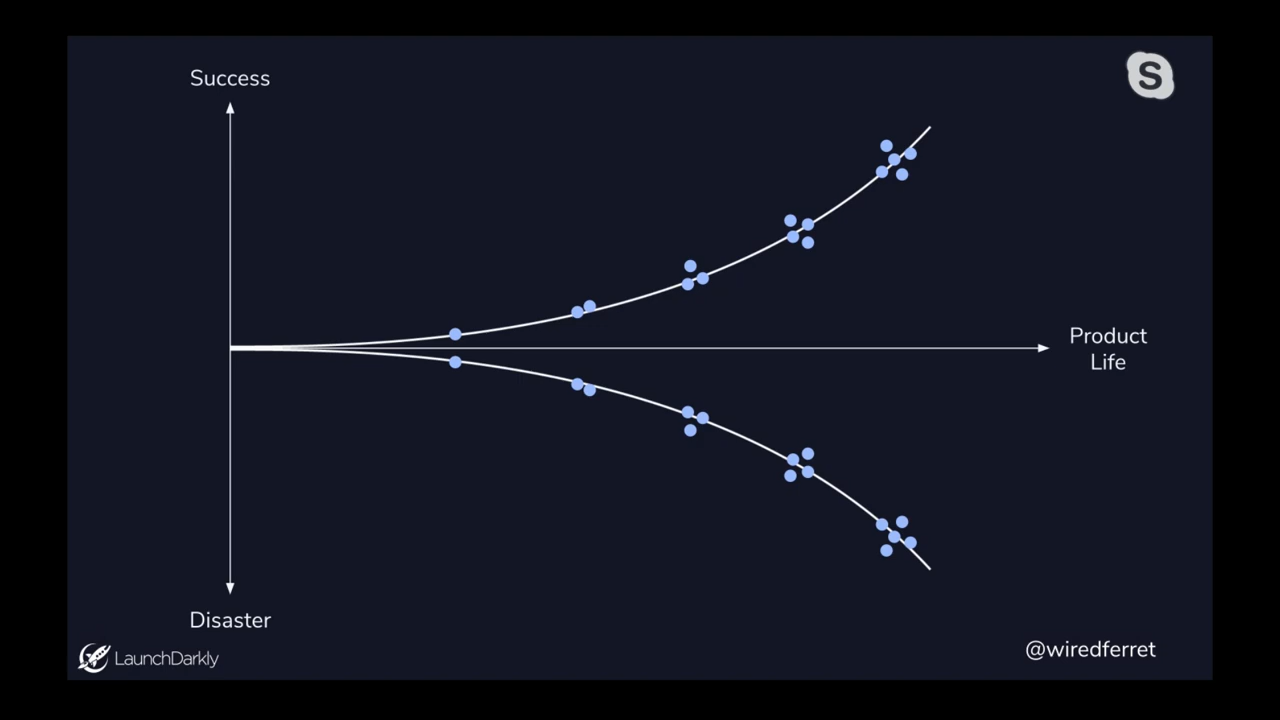 Success
S
Product
Life
Disaster
LaunchDarkly
@wiredferret